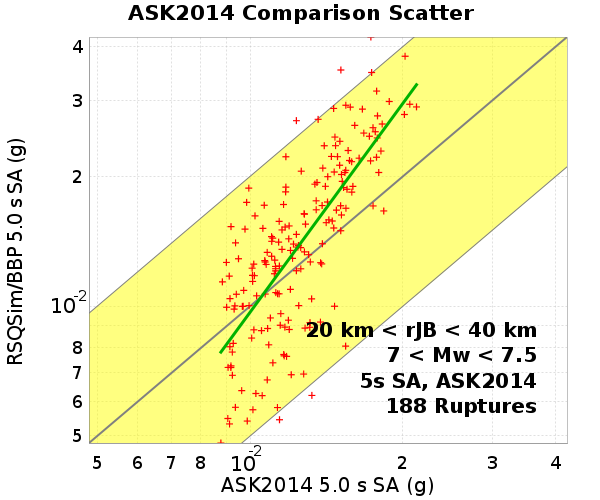 ASK2014 Comparison Scatter
RSQSim/BBP 5.0 s SA (g)
4
3
2
10-2
8
7
6
5
20 km < rJB < 40 km
7 < Mw < 7.5
5s SA, ASK2014
188 Ruptures
5 6 7 8 10-2 2 3 4
ASK2014 5.0 s SA (g)